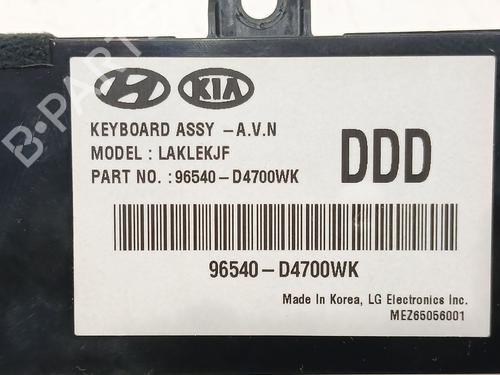 KIA
KEYBOARD ASSY -A.V.N
MODEL : LAKLEKJF
PART NO. :96540-D4700WK
DDD
96540-D4700WK
Made In Korea, LG Electronics Inc.
MEZ65056001
B-PARTS